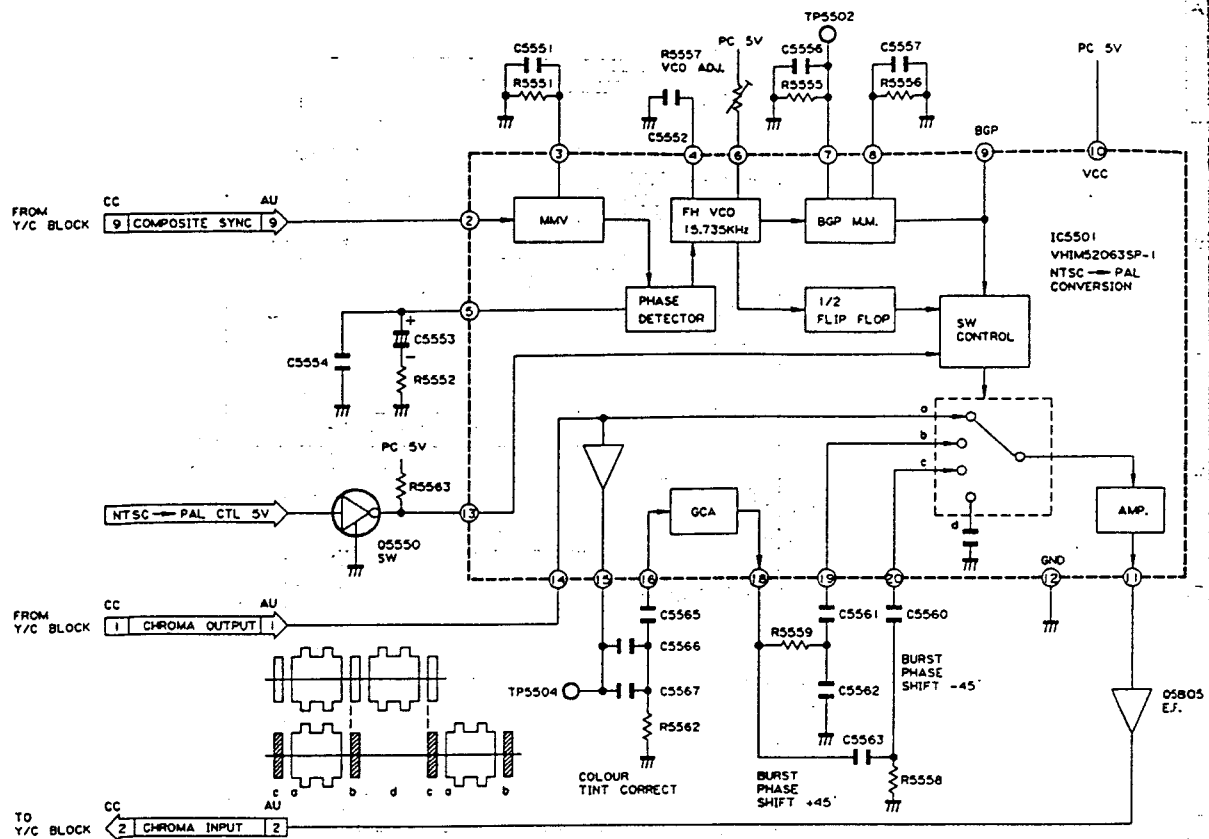 TP5502
C5551
R5557
VCO ADJ.
PC 5V
C5556
C5557
PC 5V
R5551
R5555
R5556
C5552
BGP
3
4
6
7
8
9
10
VCC
FROM
Y/C BLOCK
CC
AU
9 COMPOSITE SYNC 9
2
MMV
FH VCO
15.735KHz
BGP M.M.
IC5501
VHIM52063SP-1
NTSC → PAL
CONVERSION
PHASE
DETECTOR
1/2
FLIP FLOP
SW
CONTROL
5
+
C5553
-
C5554
R5552
a
b
c
d
PC 5V
R5563
NTSC → PAL CTL 5V
13
Q5550
SW
GCA
AMP.
GND
14
15
16
18
19
20
12
11
FROM
Y/C BLOCK
CC
AU
1 CHROMA OUTPUT 1
C5565
C5566
C5567
R5562
TP5504
R5559
C5561
C5560
C5562
BURST
PHASE
SHIFT -45°
C5563
R5558
Q5805
E.F.
COLOUR
TINT CORRECT
BURST
PHASE
SHIFT +45°
c a b d c a b
TO
Y/C BLOCK
CC
AU
2 CHROMA INPUT 2